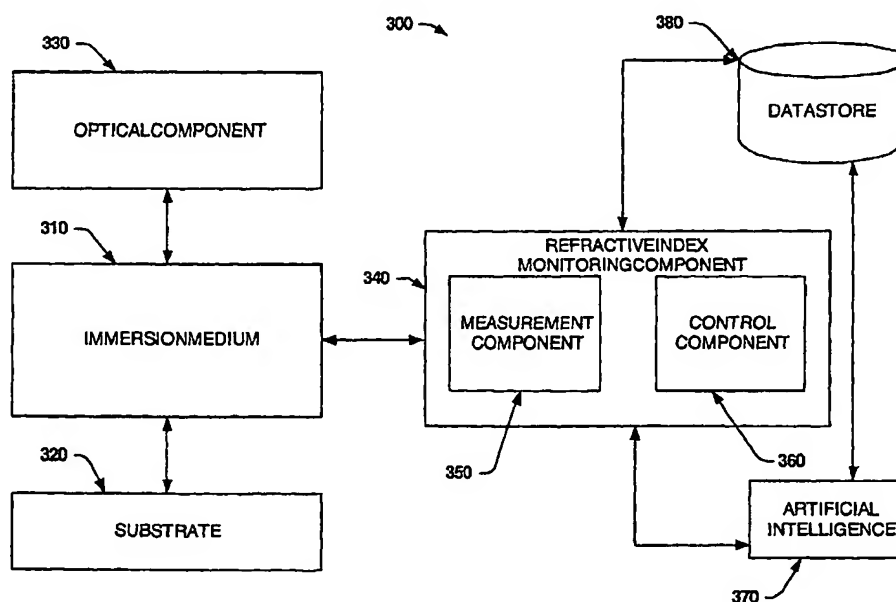 300
330
OPTICALCOMPONENT
380
DATASTORE
310
IMMERSIONMEDIUM
340
REFRACTIVEINDEX
MONITORINGCOMPONENT
MEASUREMENT
COMPONENT
CONTROL
COMPONENT
350
360
320
SUBSTRATE
ARTIFICIAL
INTELLIGENCE
370